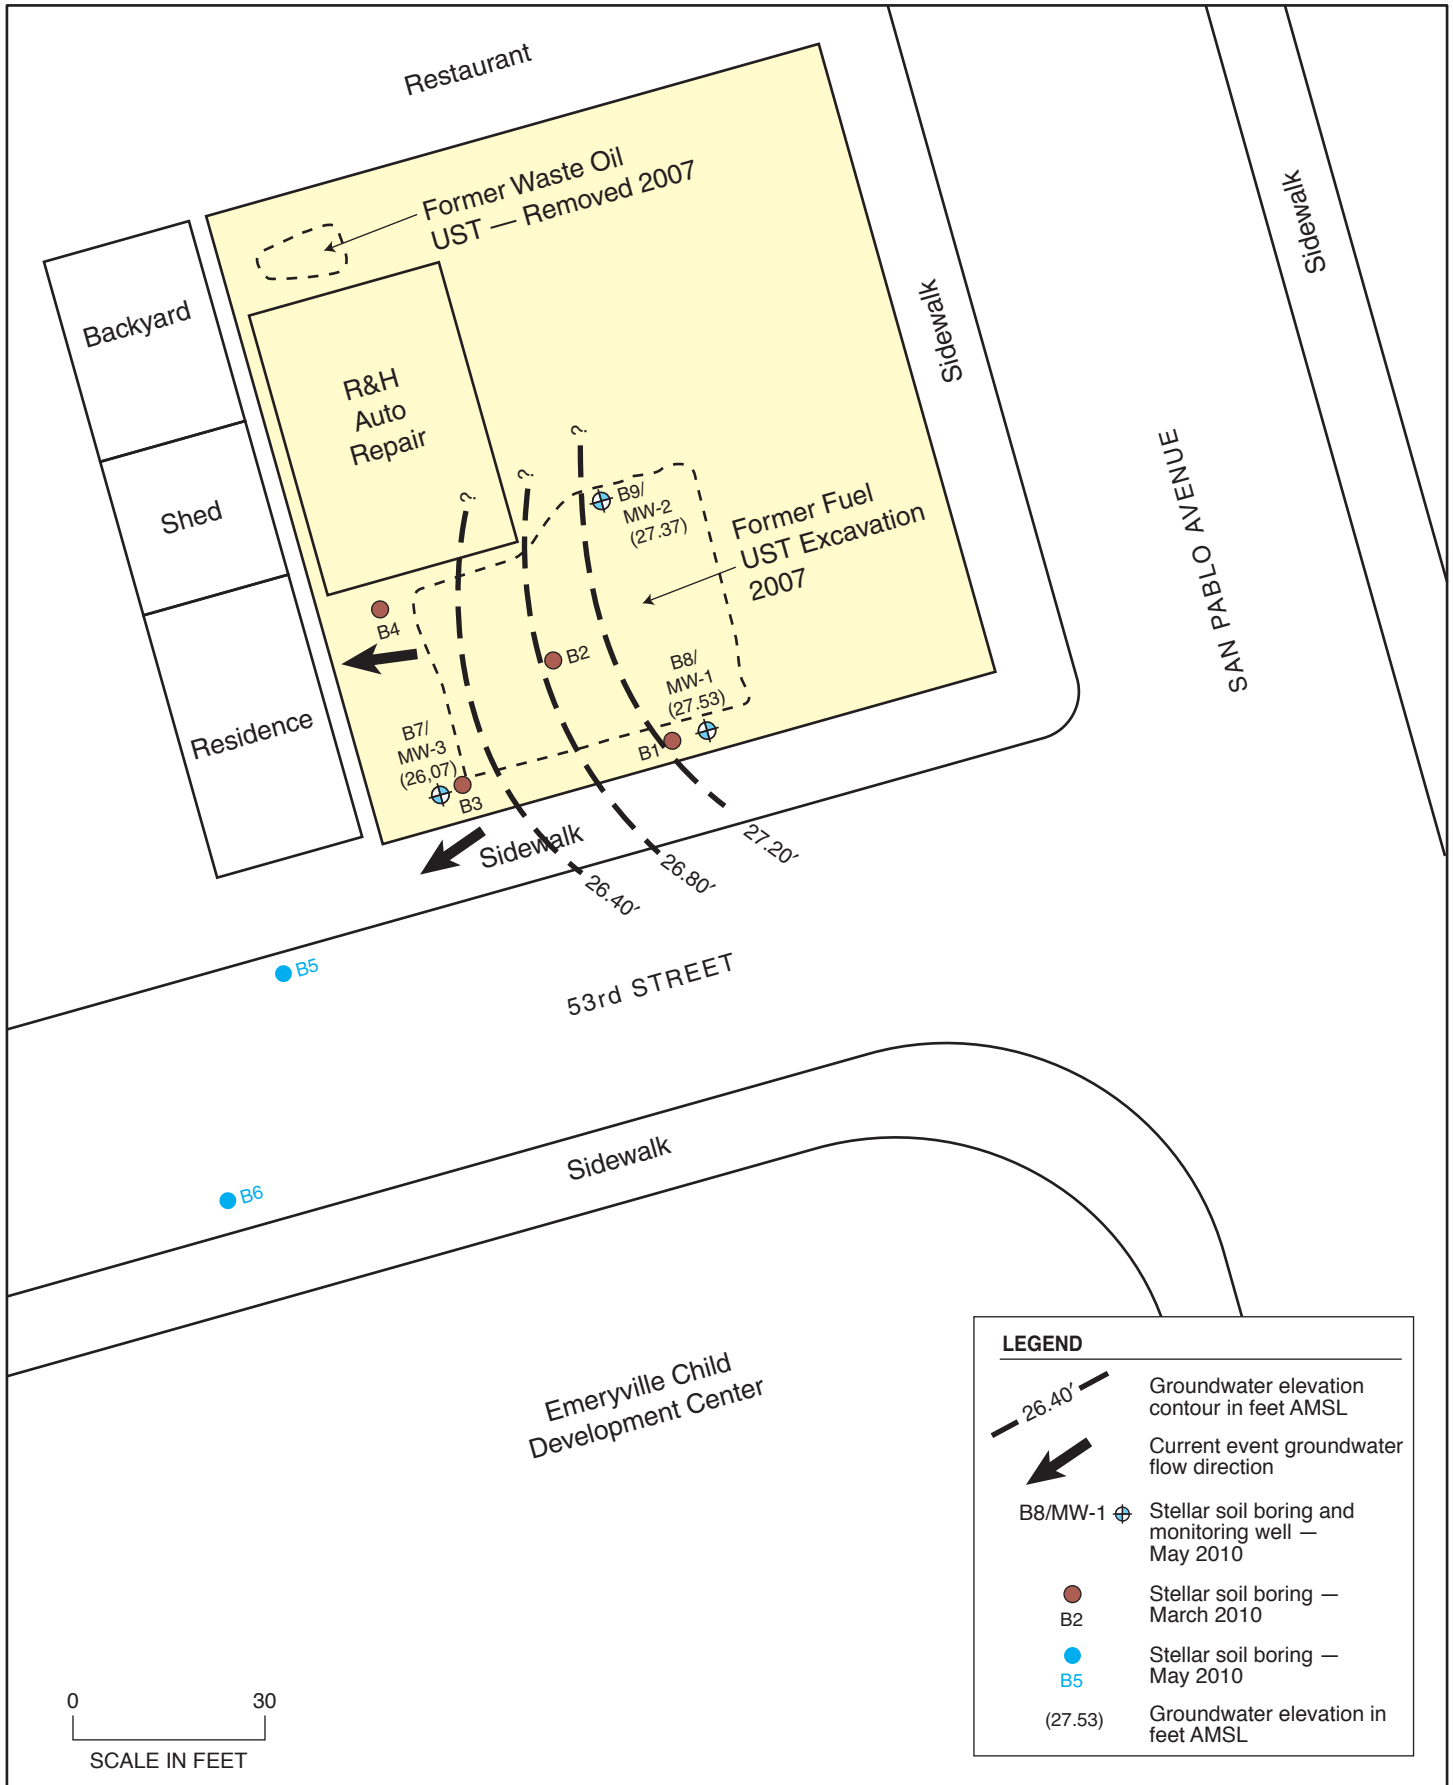 Restaurant
Former Waste Oil
UST — Removed 2007
Backyard
Shed
Residence
R&H
Auto
Repair
Sidewalk
Sidewalk
SAN PABLO AVENUE
?
?
?
B9/
MW-2
(27.37)
Former Fuel
UST Excavation
2007
B4
B2
B8/
MW-1
(27.53)
B1
B7/
MW-3
(26,07)
B3
Sidewalk
27.20′
26.80′
26.40′
B5
53rd STREET
B6
Sidewalk
Emeryville Child
Development Center
0 30
SCALE IN FEET
LEGEND
26.40′
Groundwater elevation
contour in feet AMSL
Current event groundwater
flow direction
B8/MW-1
Stellar soil boring and
monitoring well —
May 2010
B2
Stellar soil boring —
March 2010
B5
Stellar soil boring —
May 2010
(27.53)
Groundwater elevation in
feet AMSL